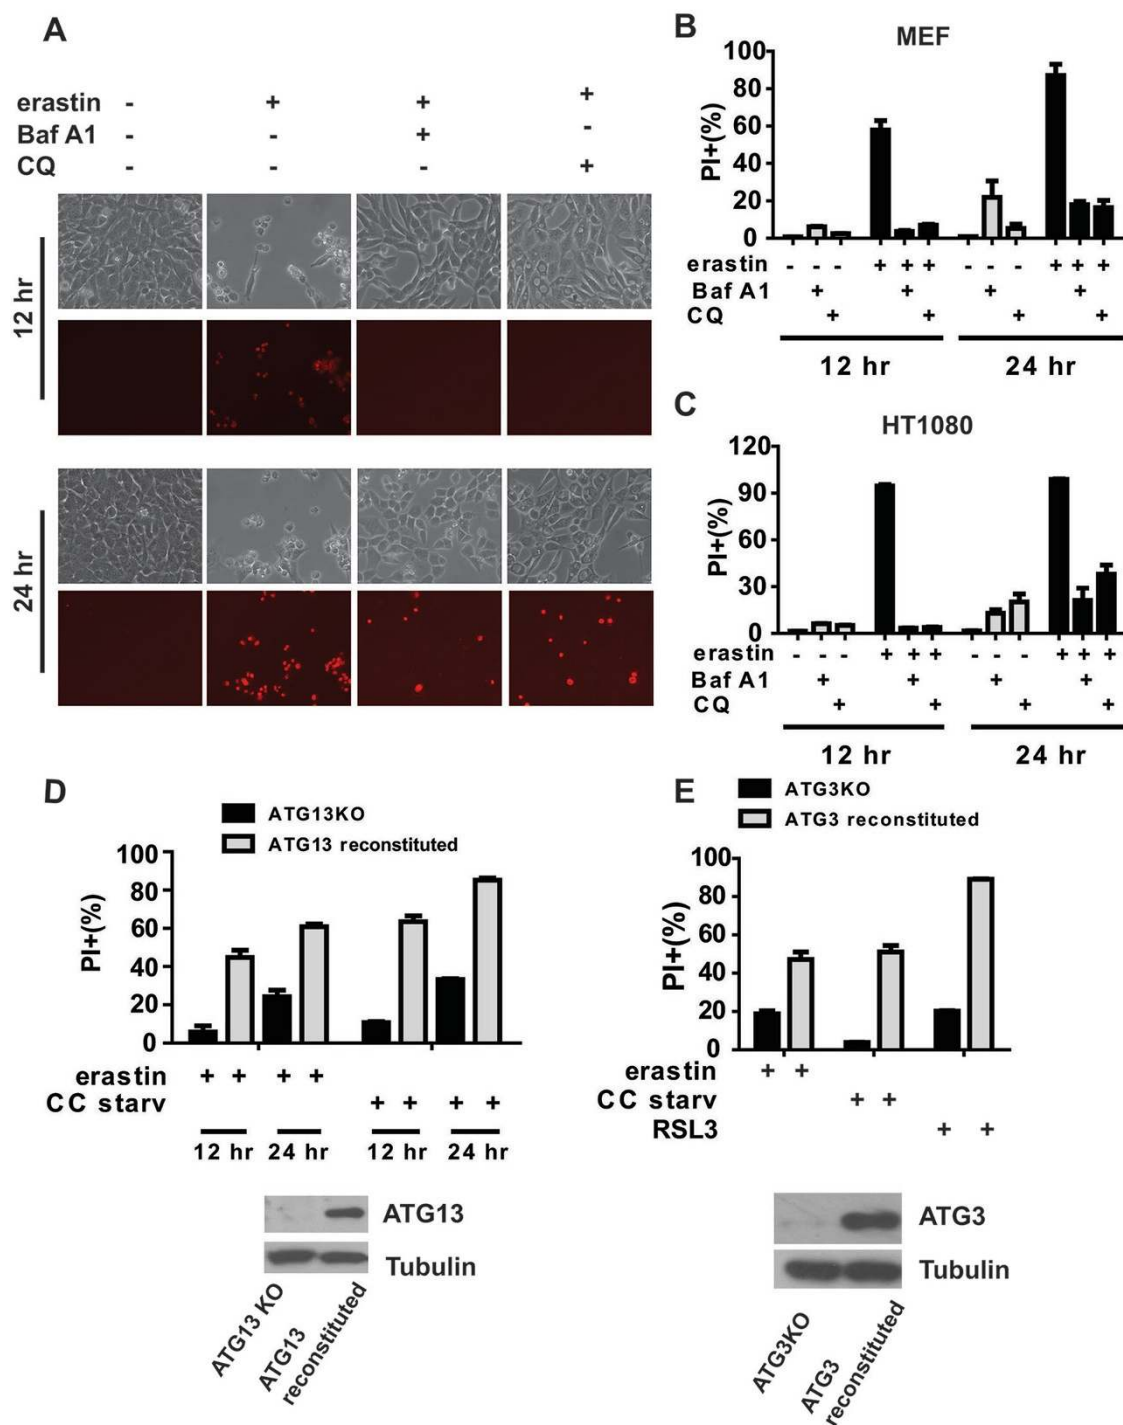 A
erastin - + + +
Baf A1 - - + -
CQ - - - +
12 hr
24 hr
B
MEF
100
80
60
40
20
0
PI+(%)
erastin - - - + + + - - - + + +
Baf A1 + + + +
CQ + + + +
12 hr 24 hr
C
HT1080
120
90
60
30
0
PI+(%)
erastin - - - + + + - - - + + +
Baf A1 + + + +
CQ + + + +
12 hr 24 hr
D
ATG13KO
ATG13 reconstituted
100
80
60
40
20
0
PI+(%)
erastin + + + +
CC starv + + + +
12 hr 24 hr 12 hr 24 hr
ATG13
Tubulin
ATG13 KO
ATG13
reconstituted
E
ATG3KO
ATG3 reconstituted
100
80
60
40
20
0
PI+(%)
erastin + +
CC starv + +
RSL3 + +
ATG3
Tubulin
ATG3KO
ATG3
reconstituted